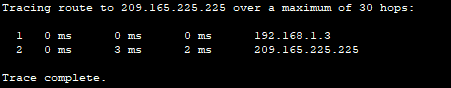 Tracing route to 209.165.225.225 over a maximum of 30 hops:
1 0 ms 0 ms 0 ms 192.168.1.3
2 0 ms 3 ms 2 ms 209.165.225.225
Trace complete.